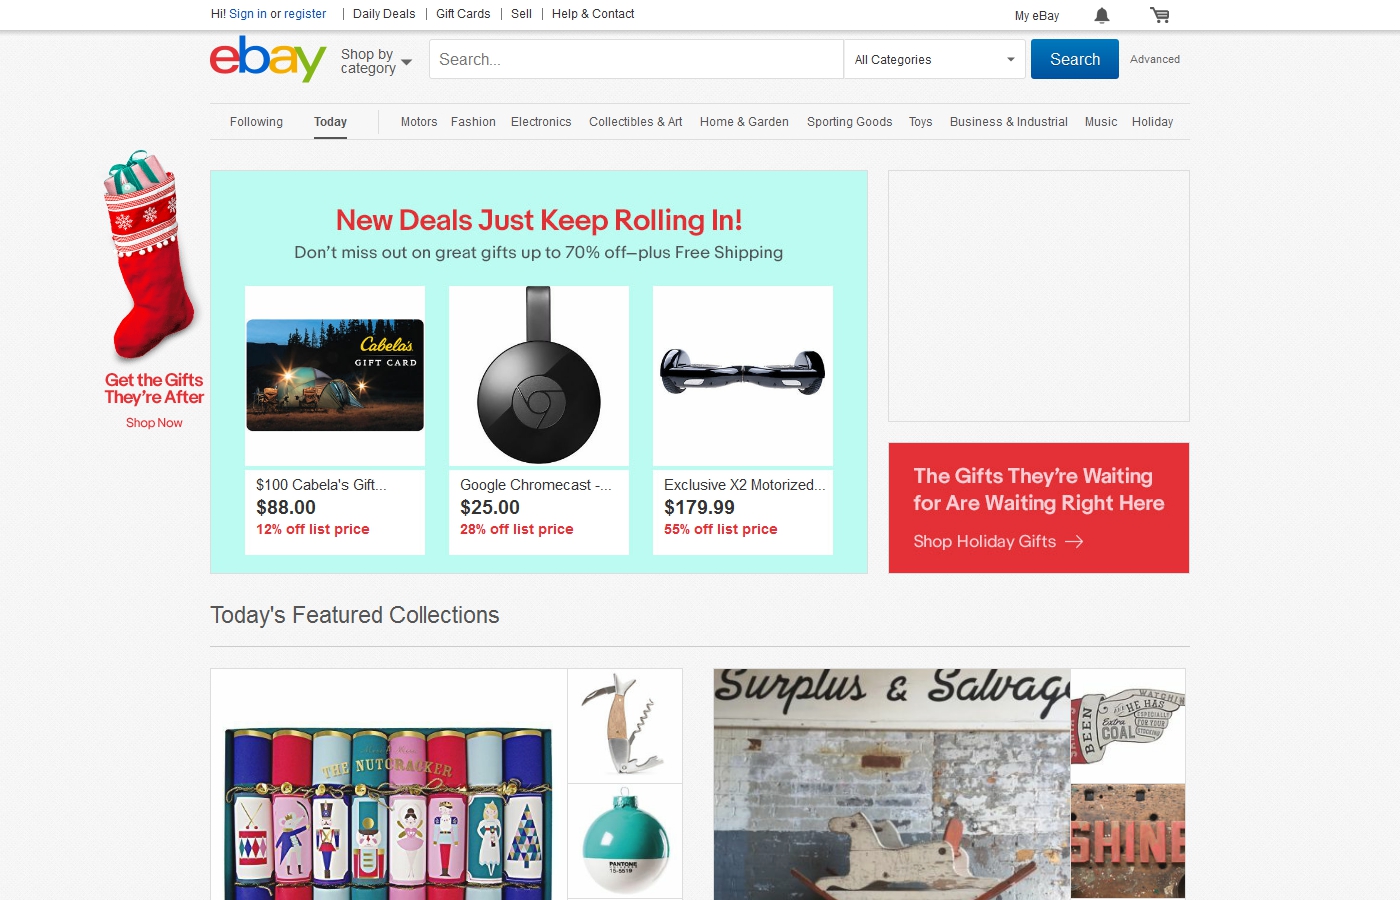 Hi! Sign in or register
Daily Deals
Gift Cards
Sell
Help & Contact
My eBay
ebay
Shop by
category
Search...
All Categories
Search
Advanced
Following
Today
Motors
Fashion
Electronics
Collectibles & Art
Home & Garden
Sporting Goods
Toys
Business & Industrial
Music
Holiday
Get the Gifts
They're After
Shop Now
New Deals Just Keep Rolling In!
Don't miss out on great gifts up to 70% off—plus Free Shipping
Cabela's
GIFT CARD
$100 Cabela's Gift...
$88.00
12% off list price
Google Chromecast -...
$25.00
28% off list price
Exclusive X2 Motorized...
$179.99
55% off list price
The Gifts They're Waiting
for Are Waiting Right Here
Shop Holiday Gifts
Today's Featured Collections
THE NUTCRACKER
PANTONE
15-5519
Surplus & Salvag
WATCHIN
BEEN
AND HE HAS
Extra
COAL
ESPECIALLY
FOR YOUR
STOCKING
SHINE